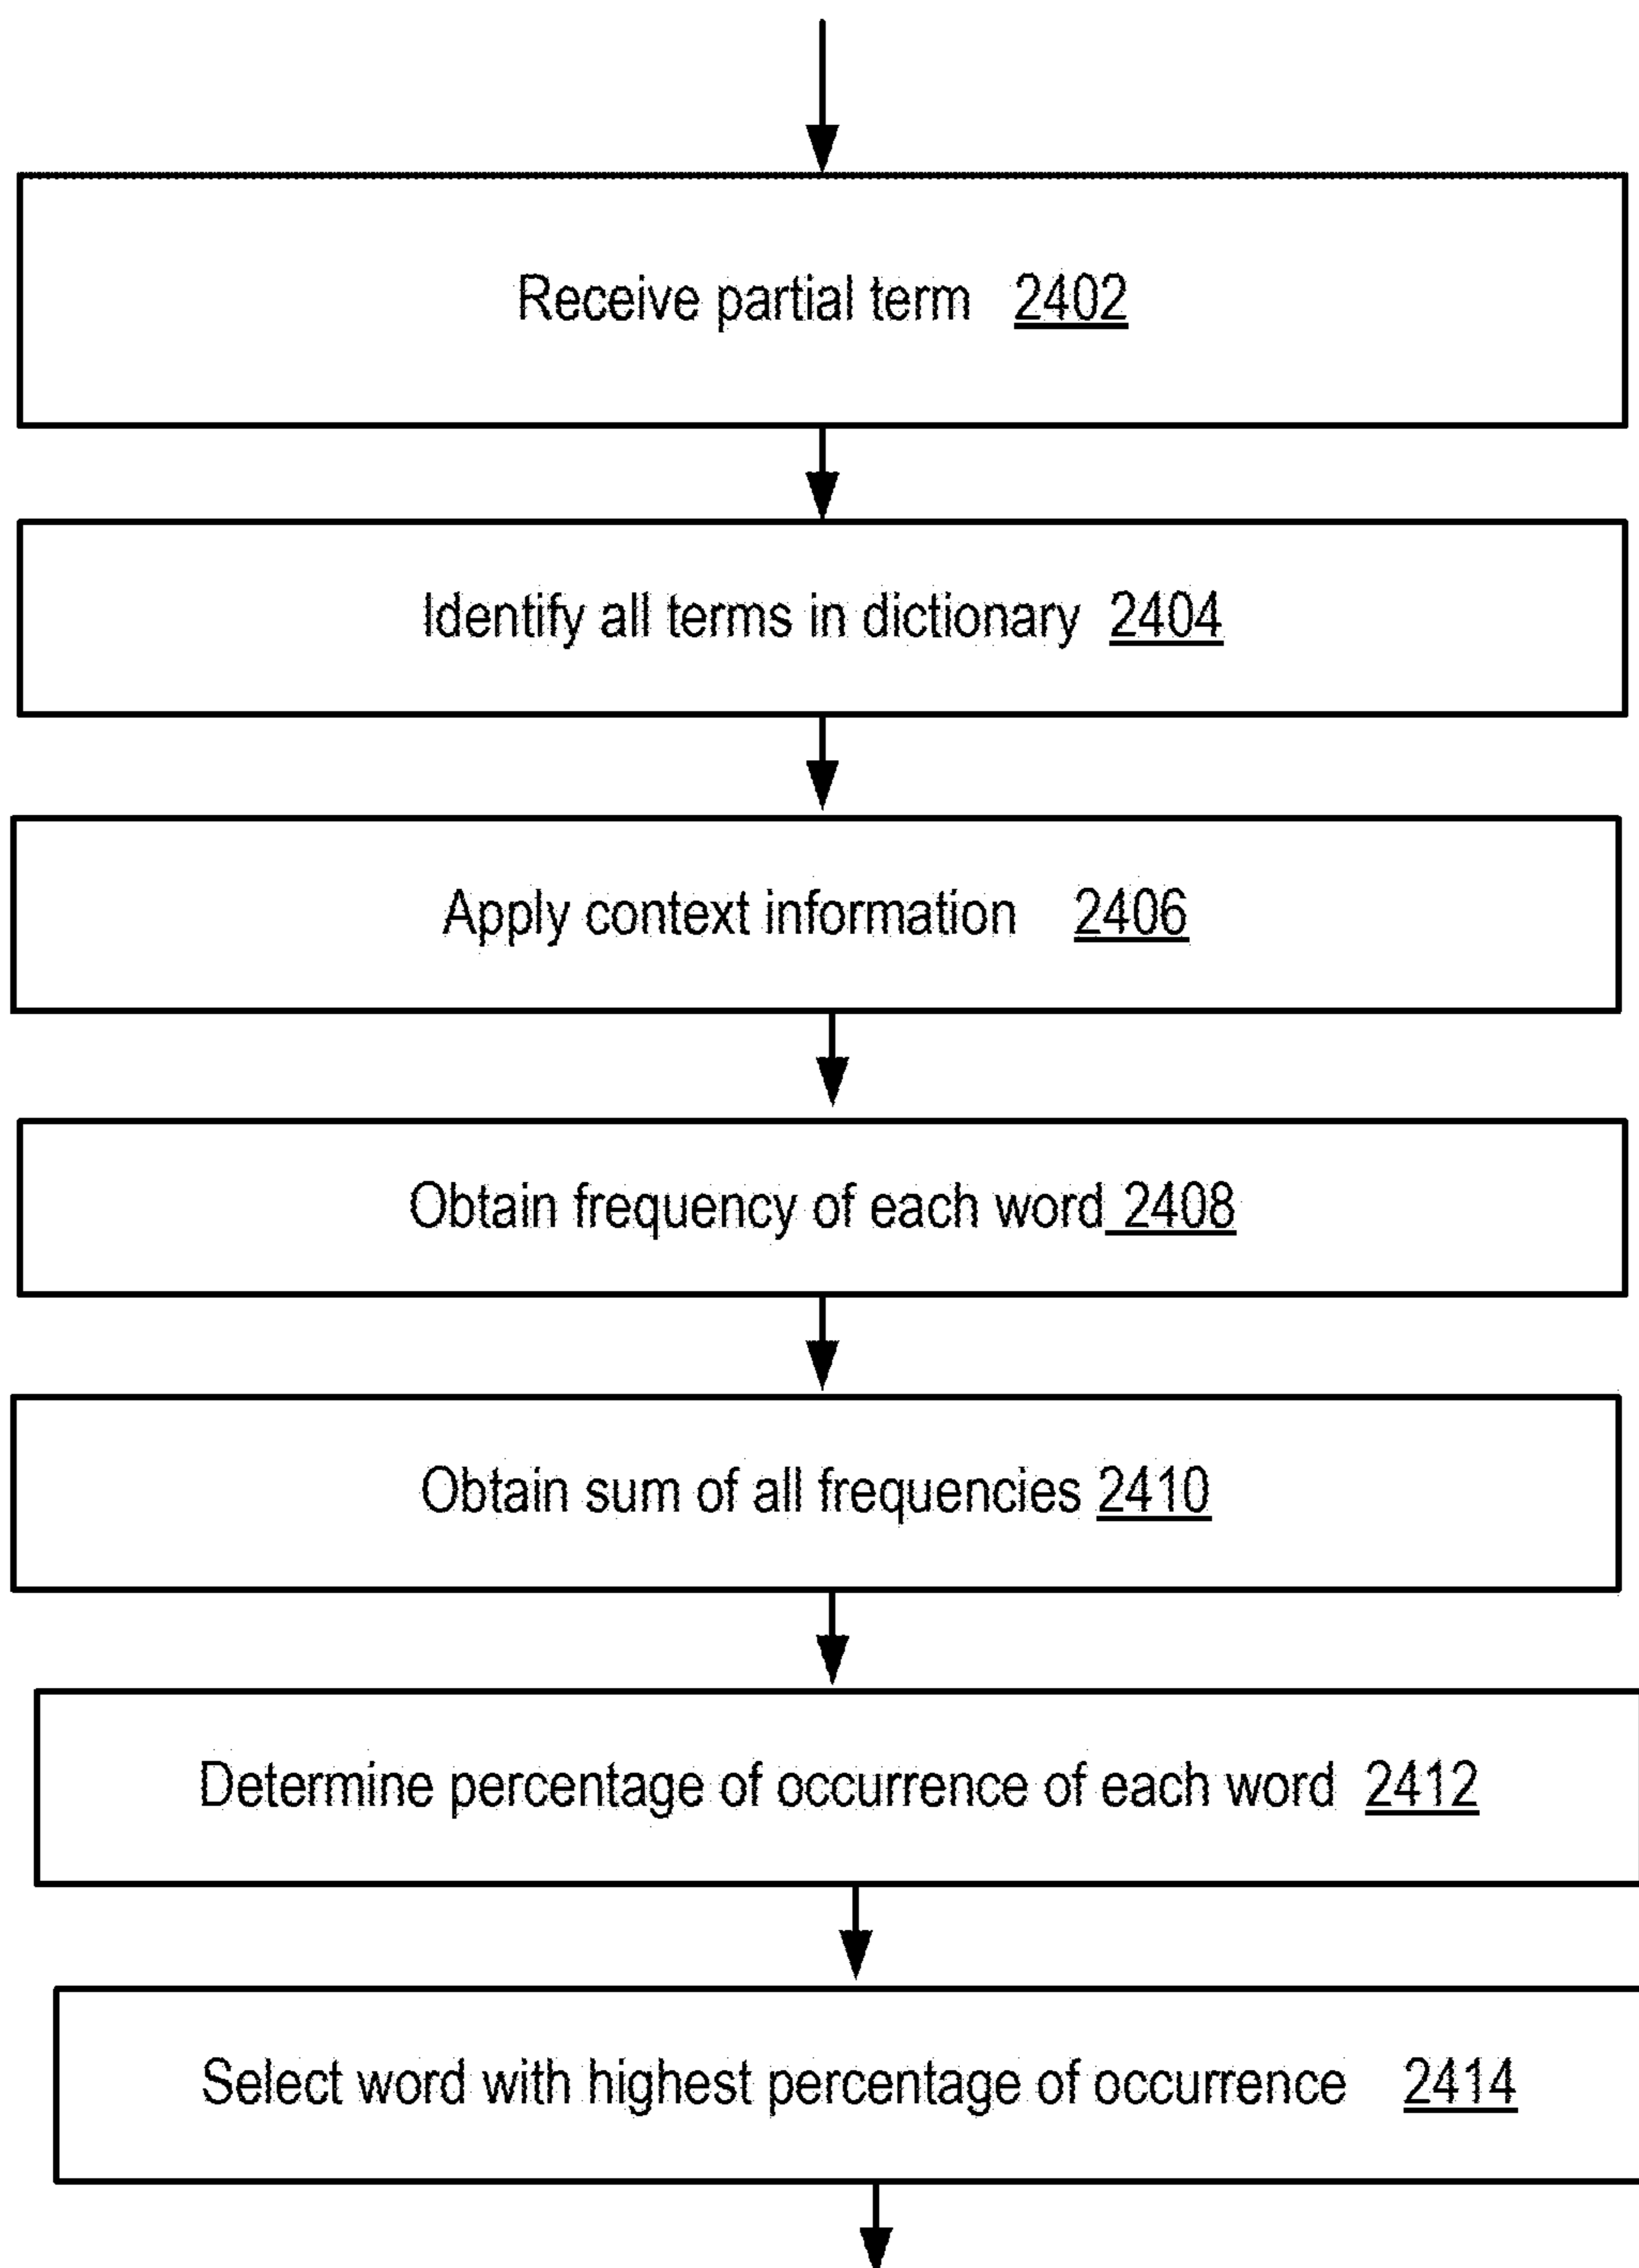 Receive partial term 2402
Identify all terms in dictionary 2404
Apply context information 2406
Obtain frequency of each word 2408
Obtain sum of all frequencies 2410
Determine percentage of occurrence of each word 2412
Select word with highest percentage of occurrence 2414